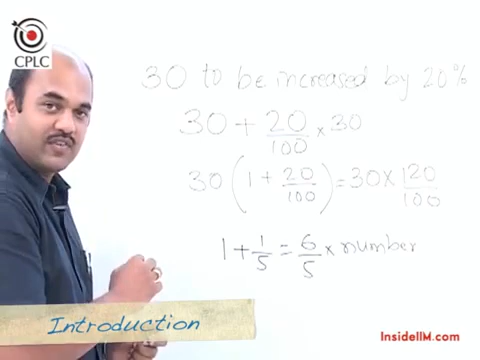 CPLC
30 to be increased by 20%
30 + 20/100 × 30
30 (1 + 20/100) = 30 × 120/100
1 + 1/5 = 6/5 × number
Introduction
InsideIIM.com